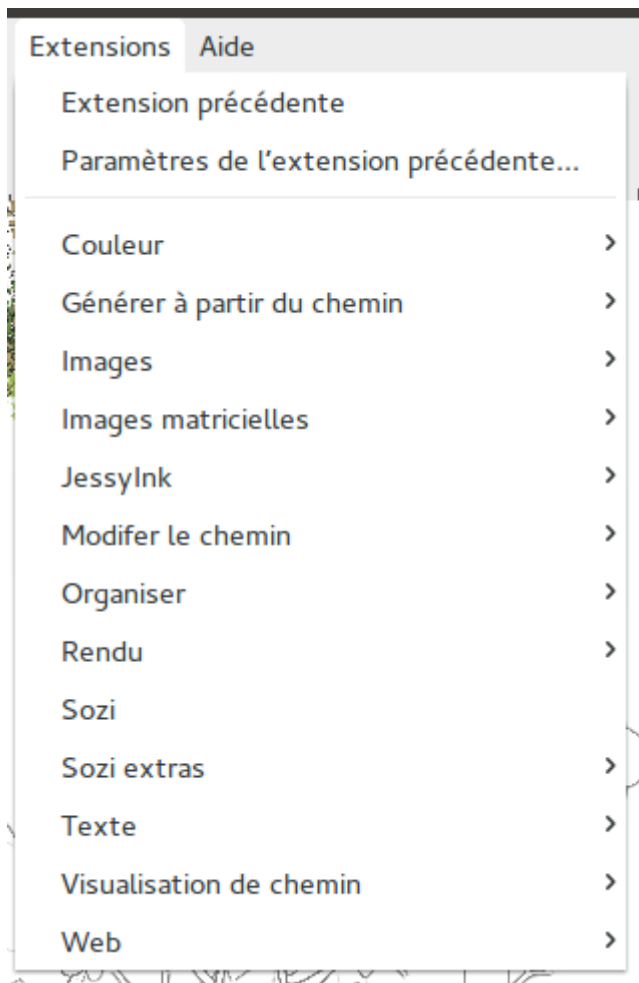 Extensions Aide
Extension précédente
Paramètres de l’extension précédente...
Couleur
Générer à partir du chemin
Images
Images matricielles
JessyInk
Modifer le chemin
Organiser
Rendu
Sozi
Sozi extras
Texte
Visualisation de chemin
Web